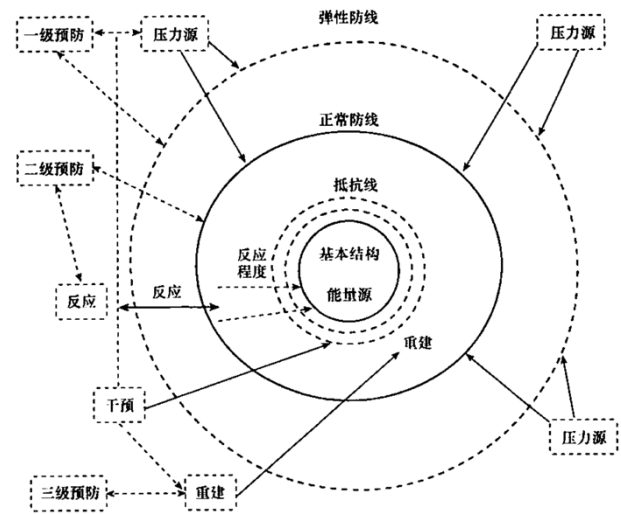 弹性防线
一级预防
压力源
压力源
正常防线
二级预防
抵抗线
反应
程度
基本结构
能量源
反应
反应
重建
干预
压力源
三级预防
重建